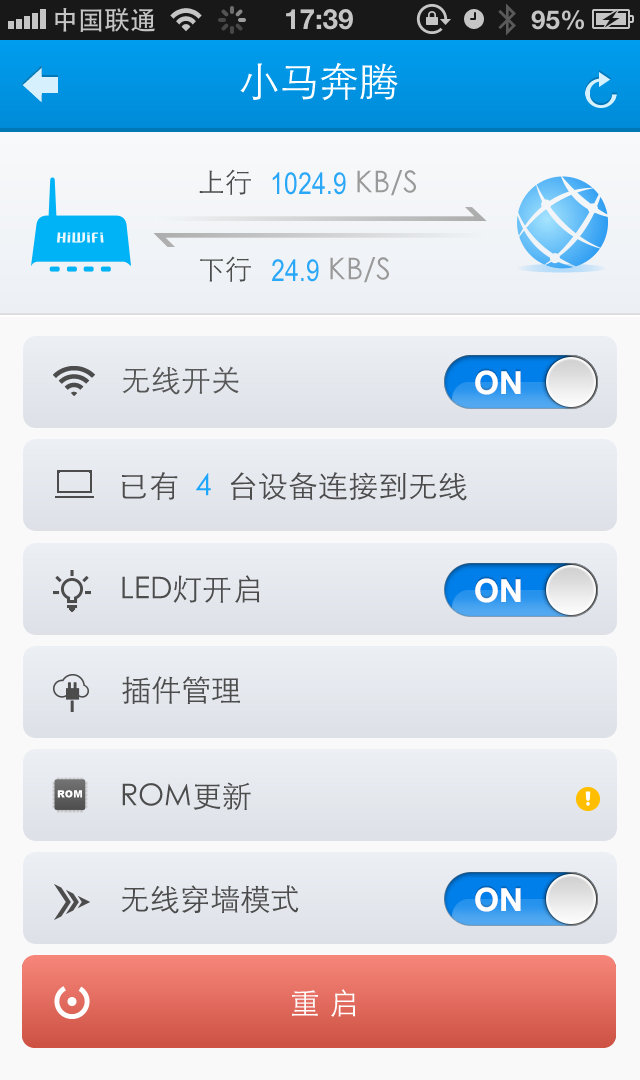 中国联通 17:39 95%
小马奔腾
上行 1024.9 KB/S
HiWiFi
下行 24.9 KB/S
无线开关 ON
已有 4 台设备连接到无线
LED灯开启 ON
插件管理
ROM ROM更新
无线穿墙模式 ON
重启